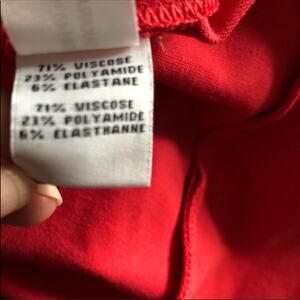 71% VISCOSE
23% POLYAMIDE
6% ELASTANE
71% VISCOSE
23% POLYAMIDE
6% ELASTHANNE